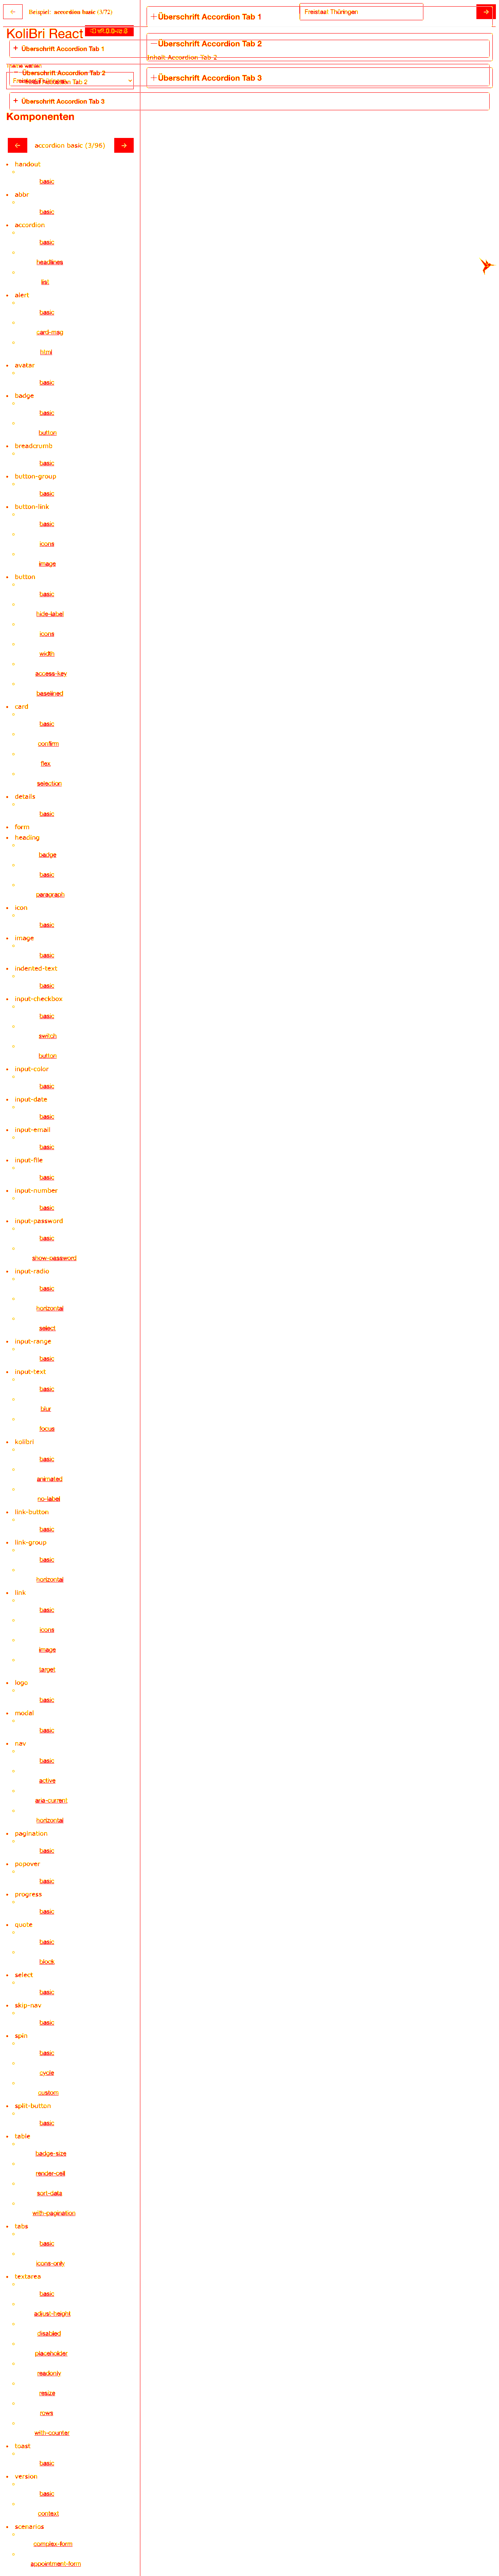 Beispiel: accordion basic (3/72)
Freistaat Thüringen
KoliBri React
Überschrift Accordion Tab 1
Überschrift Accordion Tab 2
Inhalt Accordion Tab 2
Überschrift Accordion Tab 3
Überschrift Accordion Tab 1
Überschrift Accordion Tab 2
Überschrift Accordion Tab 3
Komponenten
accordion basic (3/96)
handout
basic
abbr
basic
accordion
basic
headlines
list
alert
basic
card-msg
html
avatar
basic
badge
basic
button
breadcrumb
basic
button-group
basic
button-link
basic
icons
image
button
basic
hide-label
icons
width
access-key
baselined
card
basic
confirm
flex
selection
details
basic
form
heading
badge
basic
paragraph
icon
basic
image
basic
indented-text
basic
input-checkbox
basic
switch
button
input-color
basic
input-date
basic
input-email
basic
input-file
basic
input-number
basic
input-password
basic
show-password
input-radio
basic
horizontal
select
input-range
basic
input-text
basic
blur
focus
kolibri
basic
animated
no-label
link-button
basic
link-group
basic
horizontal
link
basic
icons
image
target
logo
basic
modal
basic
nav
basic
active
aria-current
horizontal
pagination
basic
popover
basic
progress
basic
quote
basic
block
select
basic
skip-nav
basic
spin
basic
cycle
custom
split-button
basic
table
badge-size
render-cell
sort-data
with-pagination
tabs
basic
icons-only
textarea
basic
adjust-height
disabled
placeholder
readonly
resize
rows
with-counter
toast
basic
version
basic
context
scenarios
complex-form
appointment-form